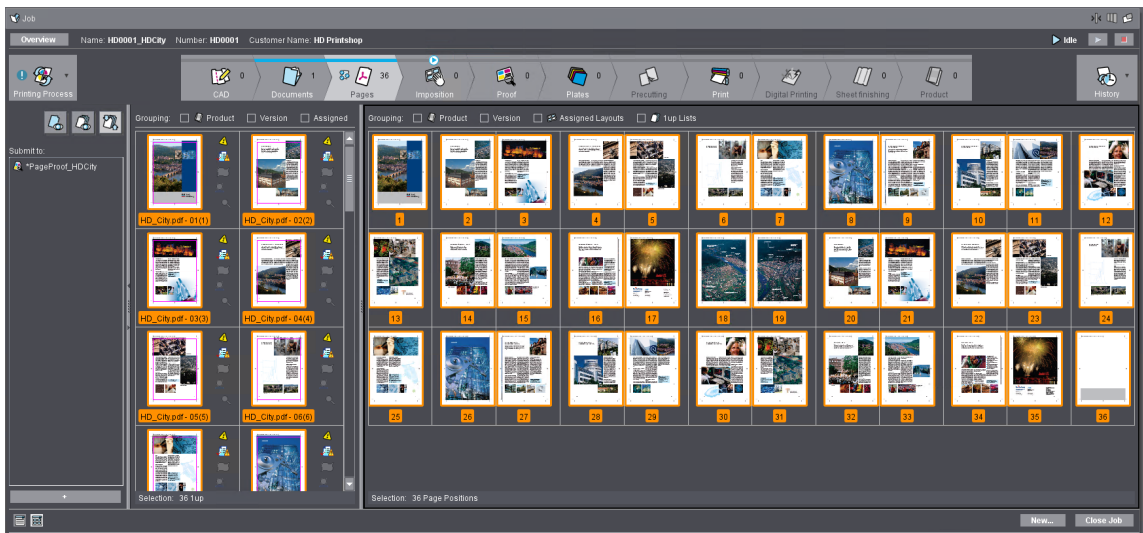 Job
Overview Name: HD0001_HDCity Number: HD0001 Customer Name: HD Printshop Idle
Printing Process
0 CAD
1 Documents
36 Pages
0 Imposition
0 Proof
0 Plates
Precutting
0 Print
Digital Printing
0 Sheet finishing
0 Product
History
Submit to:
*PageProof_HDCity
+
Grouping: Product Version Assigned
HD_City.pdf - 01(1) HD_City.pdf - 02(2)
HD_City.pdf - 03(3) HD_City.pdf - 04(4)
HD_City.pdf - 05(5) HD_City.pdf - 06(6)
Selection: 36 1up
Grouping: Product Version Assigned Layouts 1up Lists
1 2 3 4 5 6 7 8 9 10 11 12
13 14 15 16 17 18 19 20 21 22 23 24
25 26 27 28 29 30 31 32 33 34 35 36
Selection: 36 Page Positions
New... Close Job